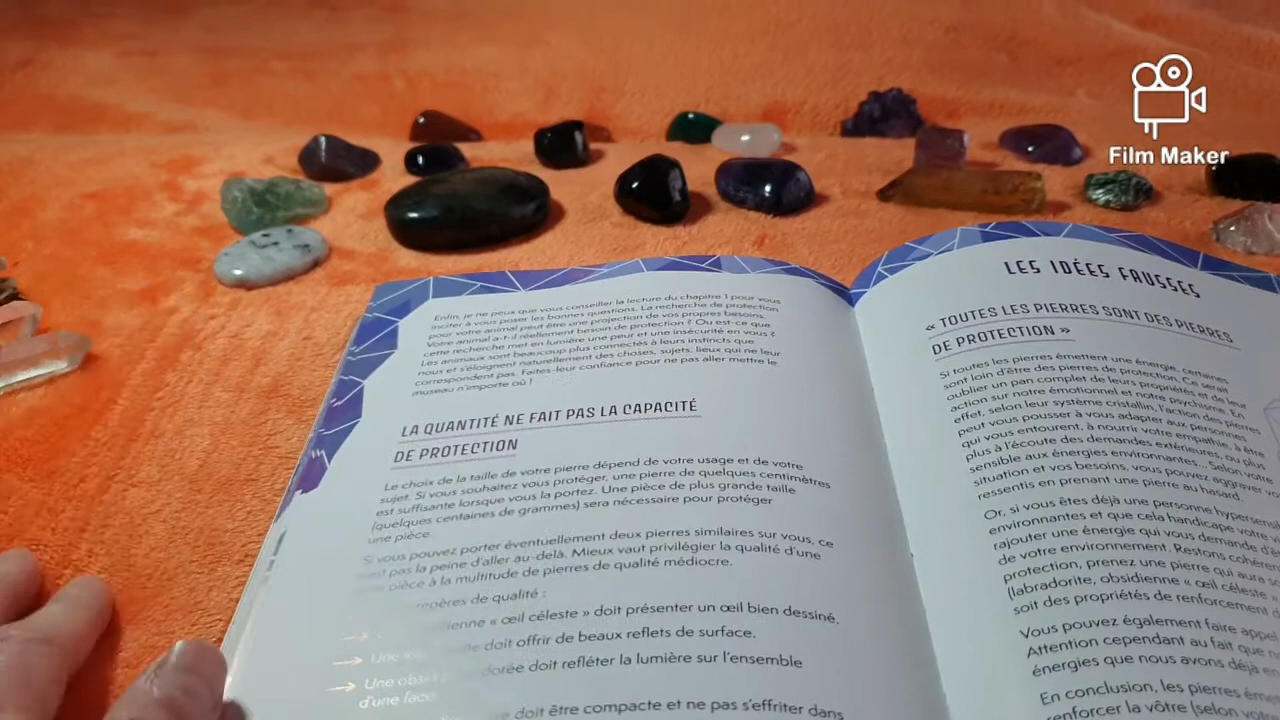 Film Maker
Enfin, je ne peux que vous conseiller la lecture du chapitre 1 pour vous
inciter à vous poser les bonnes questions. La recherche de protection
pour votre animal peut être une projection de vos propres besoins.
Votre animal a-t-il réellement besoin de protection ? Ou est-ce que
cette recherche met en lumière une peur et une insécurité en vous ?
Les animaux sont beaucoup plus connectés à leurs instincts que
nous et s'éloignent naturellement des choses, sujets, lieux qui ne leur
correspondent pas. Faites-leur confiance pour ne pas aller mettre le
museau n'importe où !
LA QUANTITÉ NE FAIT PAS LA CAPACITÉ
DE PROTECTION
Le choix de la taille de votre pierre dépend de votre usage et de votre
sujet. Si vous souhaitez vous protéger, une pierre de quelques centimètres
est suffisante lorsque vous la portez. Une pièce de plus grande taille
(quelques centaines de grammes) sera nécessaire pour protéger
une pièce.
Si vous pouvez porter éventuellement deux pierres similaires sur vous, ce
n'est pas la peine d'aller au-delà. Mieux vaut privilégier la qualité d'une
pièce à la multitude de pierres de qualité médiocre.
repères de qualité :
« œil céleste » doit présenter un œil bien dessiné.
→ Une doit offrir de beaux reflets de surface.
→ Une dorée doit refléter la lumière sur l'ensemble
d'une face
doit être compacte et ne pas s'effriter dans
LES IDÉES FAUSSES
« TOUTES LES PIERRES SONT DES PIERRES
DE PROTECTION »
Si toutes les pierres émettent une énergie, certaines
sont loin d'être des pierres de protection. Ce serait
oublier un pan complet de leurs propriétés et de leur
action sur notre émotionnel et notre psychisme. En
effet, selon leur système cristallin, l'action des pierres
peut vous pousser à vous adapter aux personnes
qui vous entourent, à nourrir votre empathie, à être
plus à l'écoute des demandes extérieures, ou plus
sensible aux énergies environnantes... Selon votre
situation et vos besoins, vous pouvez aggraver vos
ressentis en prenant une pierre au hasard.
Or, si vous êtes déjà une personne
environnantes et que cela handicape votre
rajouter une énergie qui vous demande
de votre environnement. Restons
protection, prenez une pierre qui aura
(labradorite, obsidienne « œil céleste »
soit des propriétés de renforcement
Vous pouvez également faire
Attention cependant au fait que
énergies que nous avons déjà
En conclusion, les pierres
renforcer la vôtre (selon